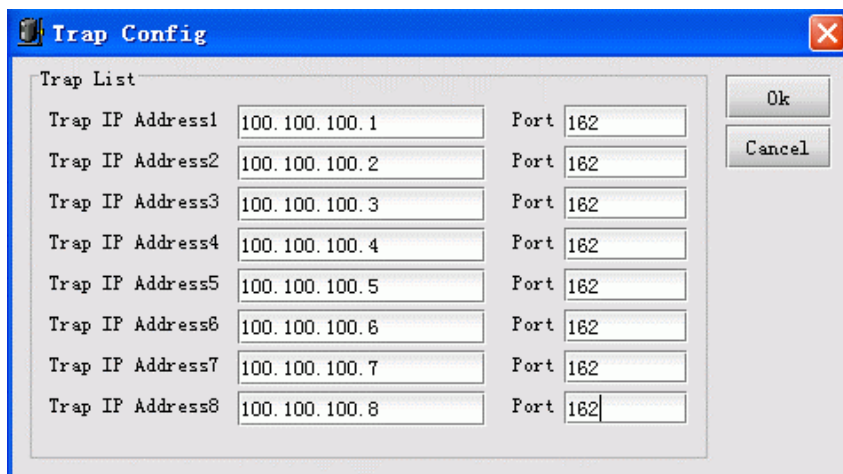 Trap Config
Trap List
Trap IP Address1 100.100.100.1 Port 162
Ok
Trap IP Address2 100.100.100.2 Port 162
Cancel
Trap IP Address3 100.100.100.3 Port 162
Trap IP Address4 100.100.100.4 Port 162
Trap IP Address5 100.100.100.5 Port 162
Trap IP Address6 100.100.100.6 Port 162
Trap IP Address7 100.100.100.7 Port 162
Trap IP Address8 100.100.100.8 Port 162